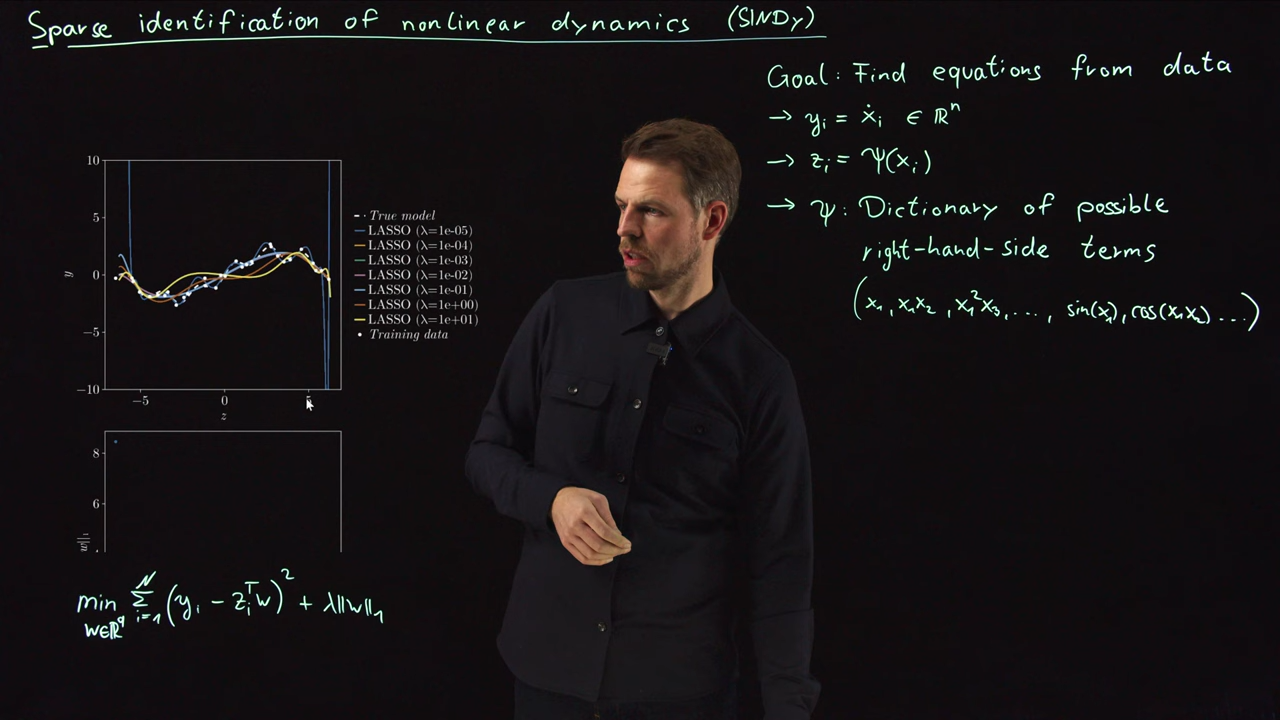 Sparse identification of nonlinear dynamics (SINDy)
Goal: Find equations from data
→ yᵢ = ẋᵢ ∈ ℝⁿ
→ zᵢ = Ψ(xᵢ)
→ Ψ: Dictionary of possible
right-hand-side terms
(x₁, x₁x₂, x₁²x₃, ..., sin(x₁), cos(x₁x₂) ...)
10
5
0
−5
−10
y
−5 0 5
z
True model
LASSO (λ=1e-05)
LASSO (λ=1e-04)
LASSO (λ=1e-03)
LASSO (λ=1e-02)
LASSO (λ=1e-01)
LASSO (λ=1e+00)
LASSO (λ=1e+01)
Training data
8
6
min_{w∈ℝ^q} Σ_{i=1}^N (yᵢ − zᵢᵀw)² + λ‖w‖₁